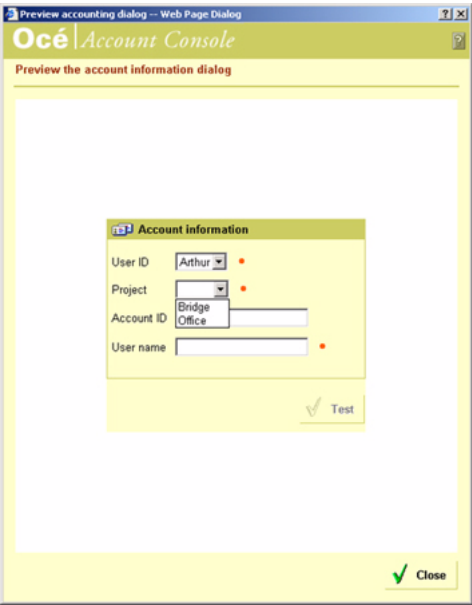 Preview accounting dialog -- Web Page Dialog
Océ Account Console
Preview the account information dialog
Account information
User ID Arthur
Project
Bridge
Account ID Office
User name
Test
Close